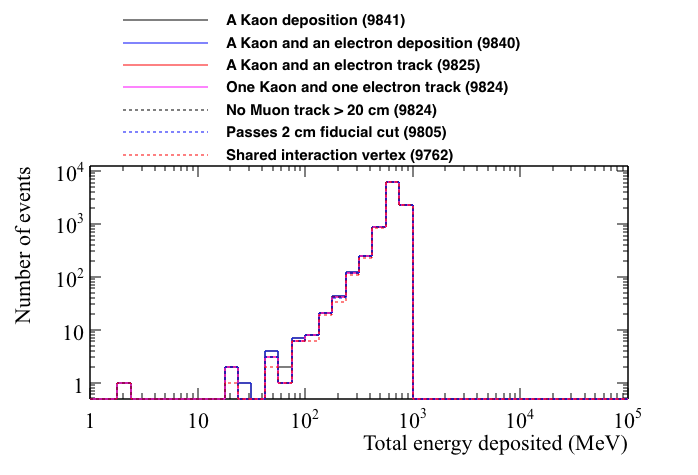 A Kaon deposition (9841)
A Kaon and an electron deposition (9840)
A Kaon and an electron track (9825)
One Kaon and one electron track (9824)
No Muon track > 20 cm (9824)
Passes 2 cm fiducial cut (9805)
Shared interaction vertex (9762)
Number of events
10⁴
10³
10²
10
1
1 10 10² 10³ 10⁴ 10⁵
Total energy deposited (MeV)